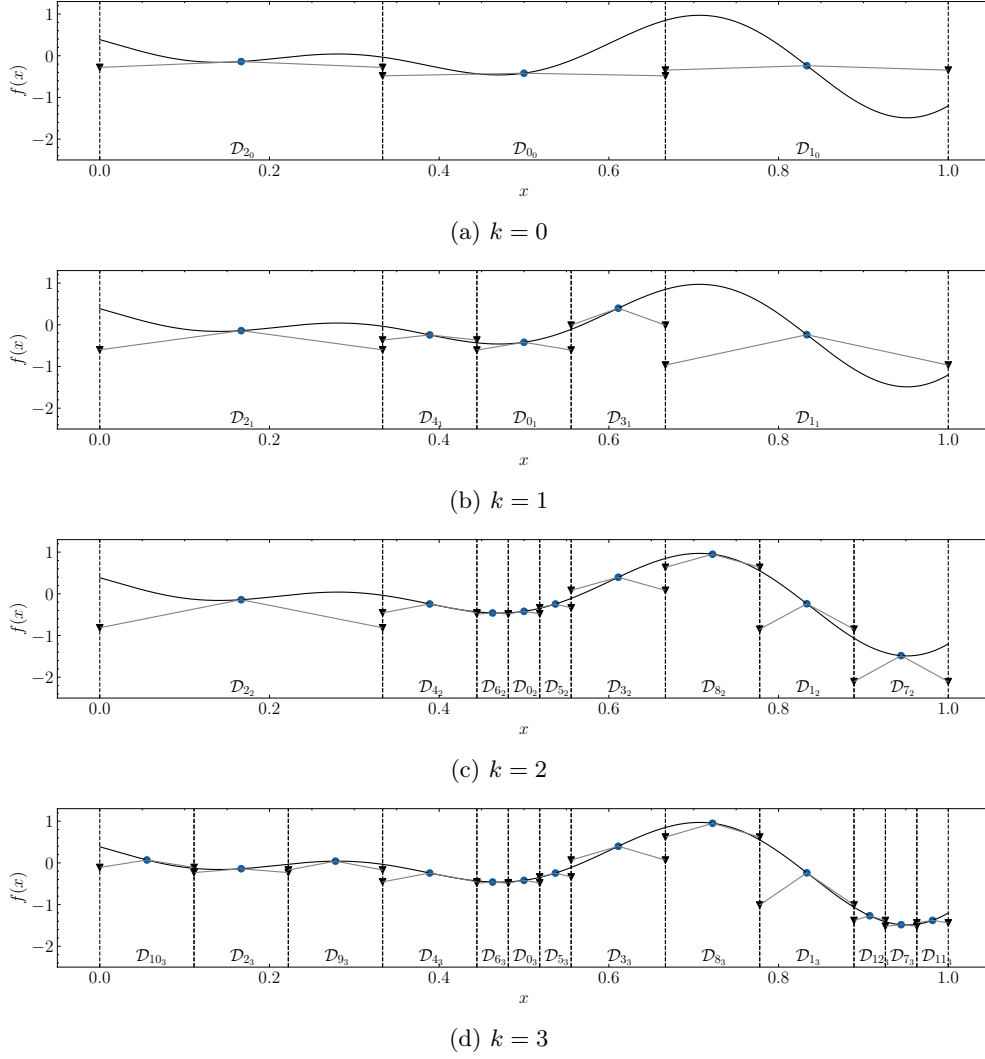 1
0
−1
−2
f(x)
𝒟₂₀ 𝒟₀₀ 𝒟₁₀
0.0 0.2 0.4 0.6 0.8 1.0
x
(a) k = 0
1
0
−1
−2
f(x)
𝒟₂₁ 𝒟₄₁ 𝒟₀₁ 𝒟₃₁ 𝒟₁₁
0.0 0.2 0.4 0.6 0.8 1.0
x
(b) k = 1
1
0
−1
−2
f(x)
𝒟₂₂ 𝒟₄₂ 𝒟₆₂ 𝒟₀₂ 𝒟₅₂ 𝒟₃₂ 𝒟₈₂ 𝒟₁₂ 𝒟₇₂
0.0 0.2 0.4 0.6 0.8 1.0
x
(c) k = 2
1
0
−1
−2
f(x)
𝒟₁₀₃ 𝒟₂₃ 𝒟₉₃ 𝒟₄₃ 𝒟₆₃ 𝒟₀₃ 𝒟₅₃ 𝒟₃₃ 𝒟₈₃ 𝒟₁₃ 𝒟₁₂₃ 𝒟₇₃ 𝒟₁₁₃
0.0 0.2 0.4 0.6 0.8 1.0
x
(d) k = 3